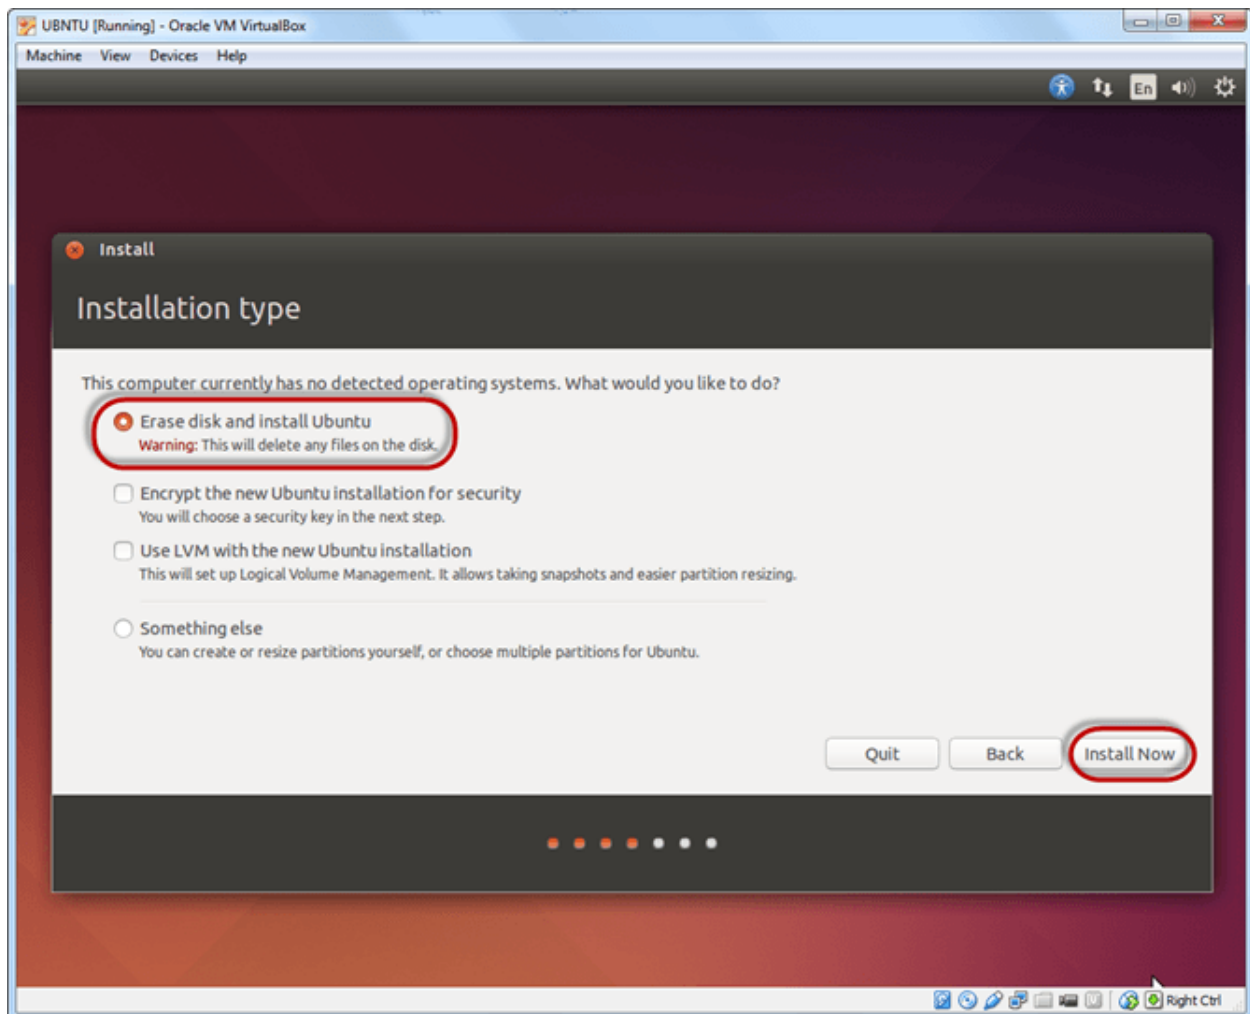 UBNTU [Running] - Oracle VM VirtualBox
Machine View Devices Help
En
Install
Installation type
This computer currently has no detected operating systems. What would you like to do?
Erase disk and install Ubuntu
Warning: This will delete any files on the disk.
Encrypt the new Ubuntu installation for security
You will choose a security key in the next step.
Use LVM with the new Ubuntu installation
This will set up Logical Volume Management. It allows taking snapshots and easier partition resizing.
Something else
You can create or resize partitions yourself, or choose multiple partitions for Ubuntu.
Quit Back Install Now
Right Ctrl